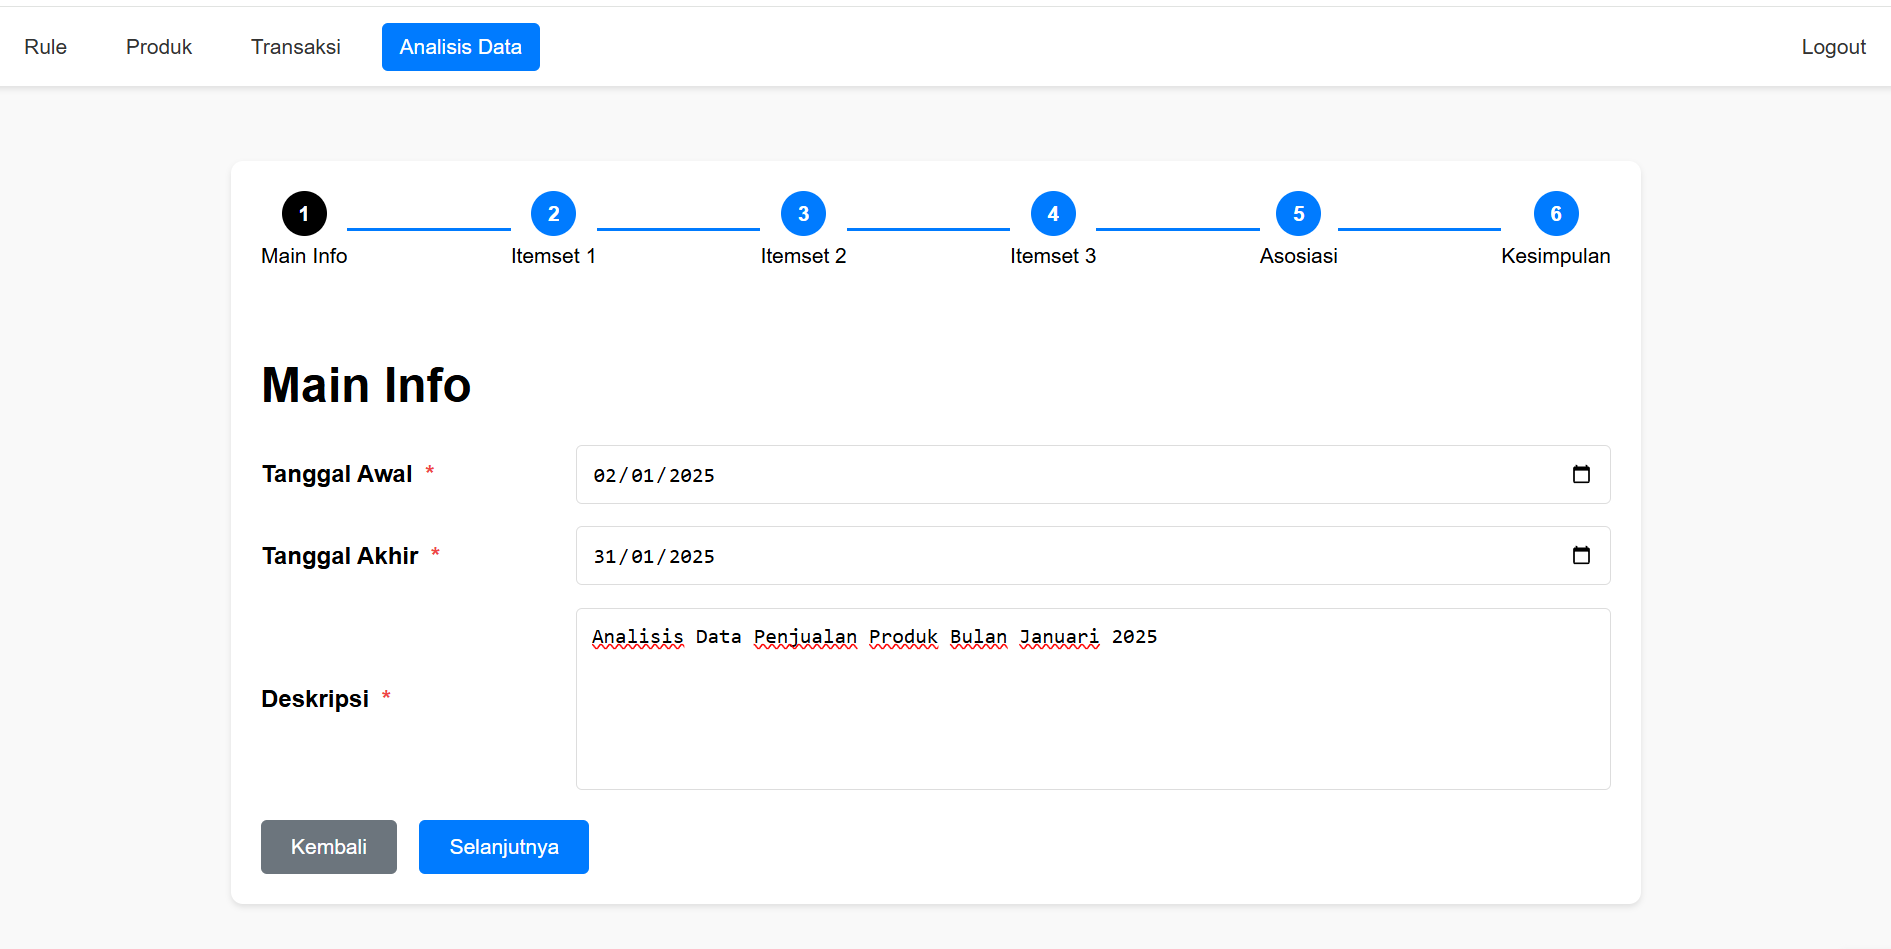 Rule Produk Transaksi Analisis Data Logout
1 2 3 4 5 6
Main Info Itemset 1 Itemset 2 Itemset 3 Asosiasi Kesimpulan
Main Info
Tanggal Awal * 02/01/2025
Tanggal Akhir * 31/01/2025
Analisis Data Penjualan Produk Bulan Januari 2025
Deskripsi *
Kembali Selanjutnya